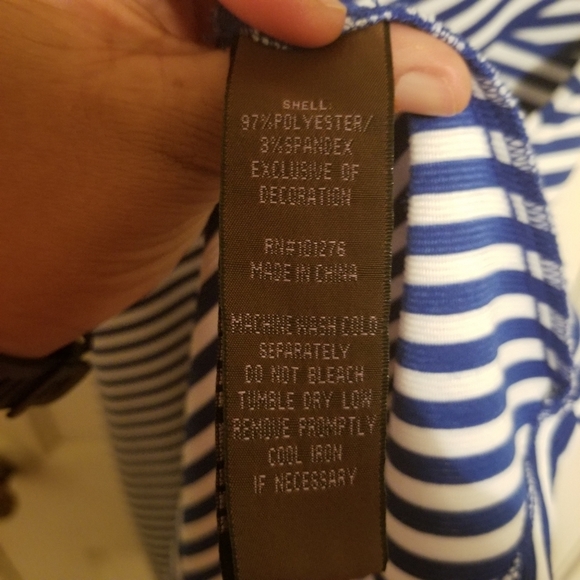 SHELL:
97%POLYESTER/
3%SPANDEX
EXCLUSIVE OF
DECORATION
RN#101276
MADE IN CHINA
MACHINE WASH COLD
SEPARATELY
DO NOT BLEACH
TUMBLE DRY LOW
REMOVE PROMPTLY
COOL IRON
IF NECESSARY